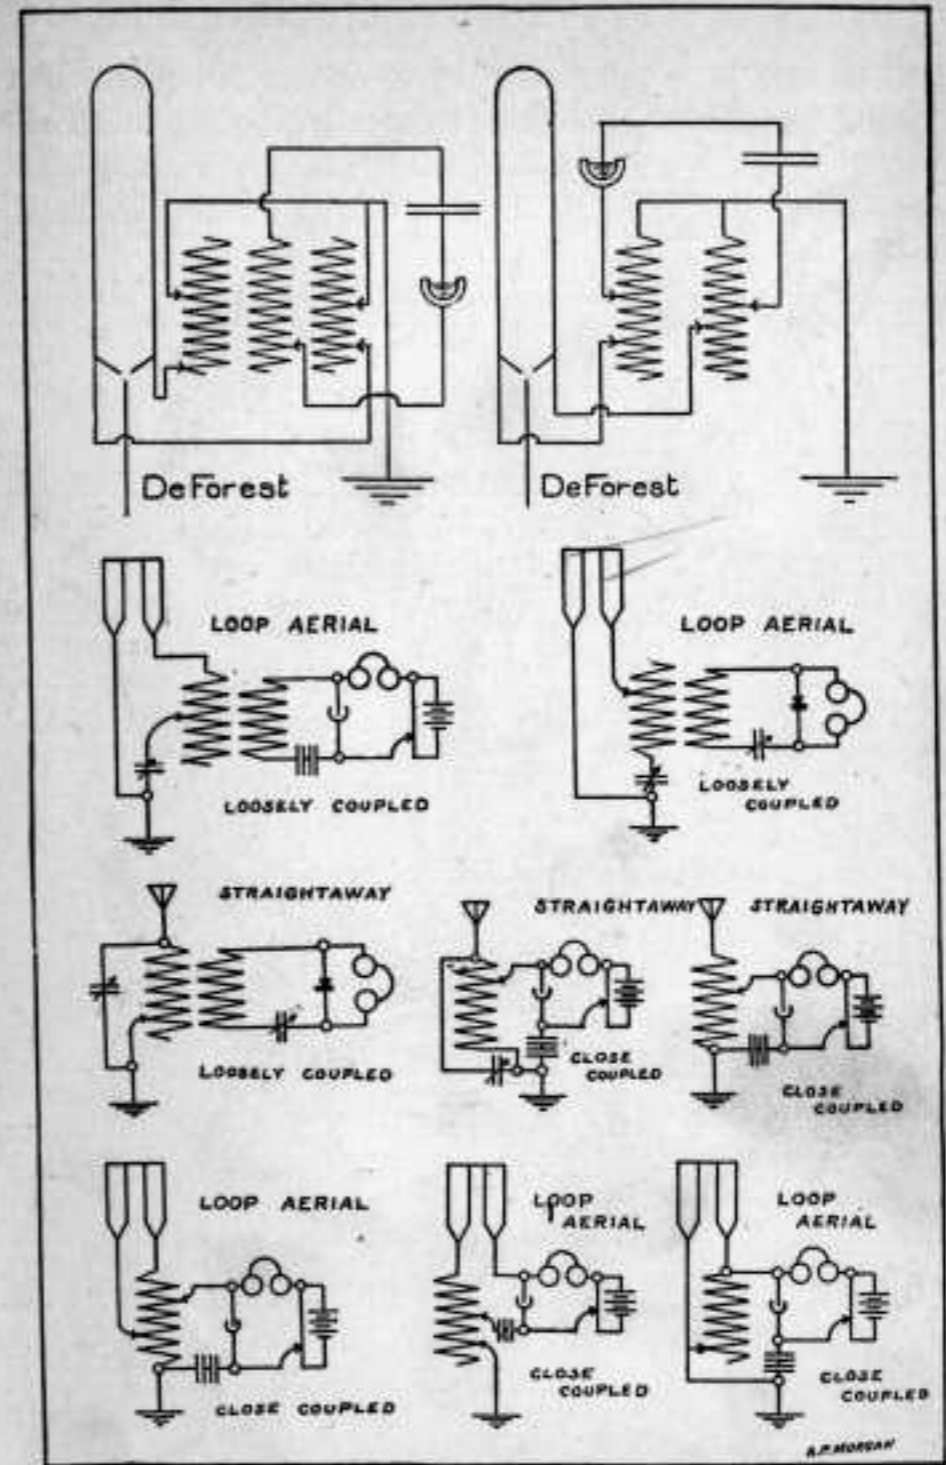 DeForest
DeForest
LOOP AERIAL
LOOSELY COUPLED
LOOP AERIAL
LOOSELY
COUPLED
STRAIGHTAWAY
LOOSELY COUPLED
STRAIGHTAWAY
CLOSE
COUPLED
STRAIGHTAWAY
CLOSE
COUPLED
LOOP AERIAL
CLOSE COUPLED
LOOP
AERIAL
CLOSE
COUPLED
LOOP
AERIAL
CLOSE
COUPLED
A.P. MORGAN